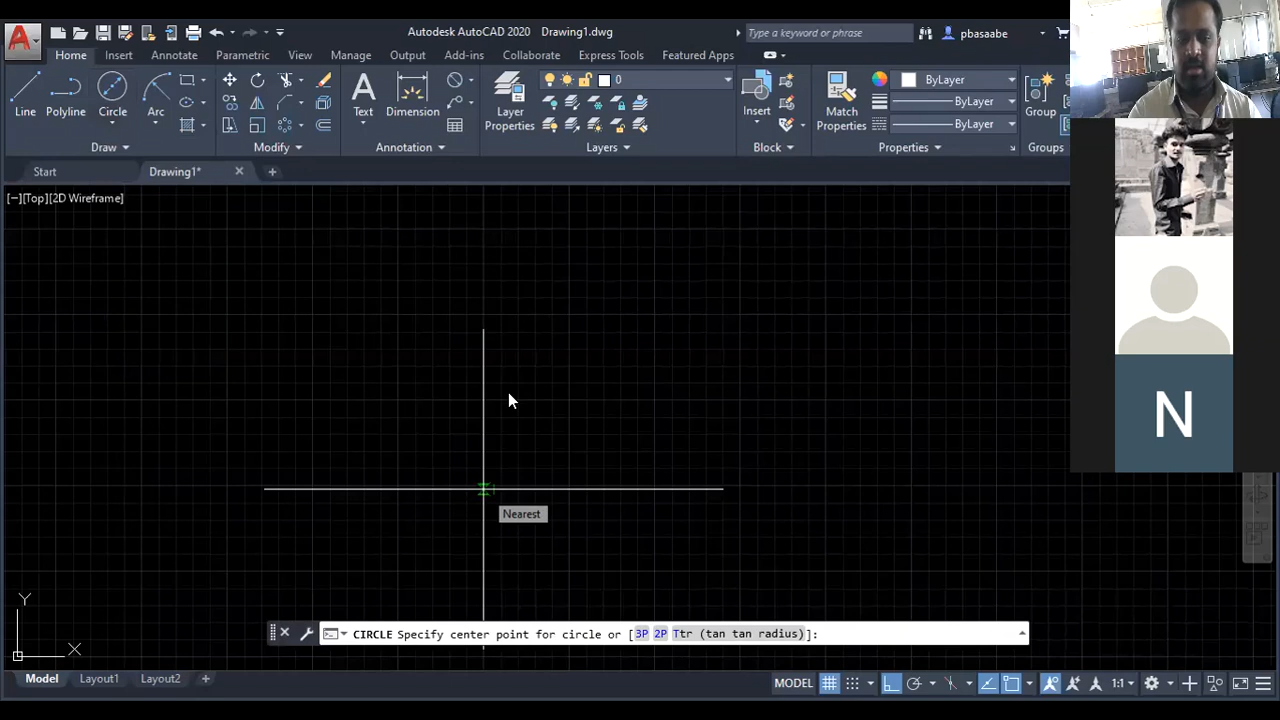 Autodesk AutoCAD 2020 Drawing1.dwg
Type a keyword or phrase
pbasaabe
Home Insert Annotate Parametric View Manage Output Add-ins Collaborate Express Tools Featured Apps
Line Polyline Circle Arc Text Dimension Layer Properties 0 Insert Match Properties ByLayer ByLayer ByLayer Group
Draw Modify Annotation Layers Block Properties Groups
Start Drawing1*
[−][Top][2D Wireframe]
N
Nearest
Y
X
CIRCLE Specify center point for circle or [3P 2P Ttr (tan tan radius)]:
Model Layout1 Layout2 MODEL 1:1